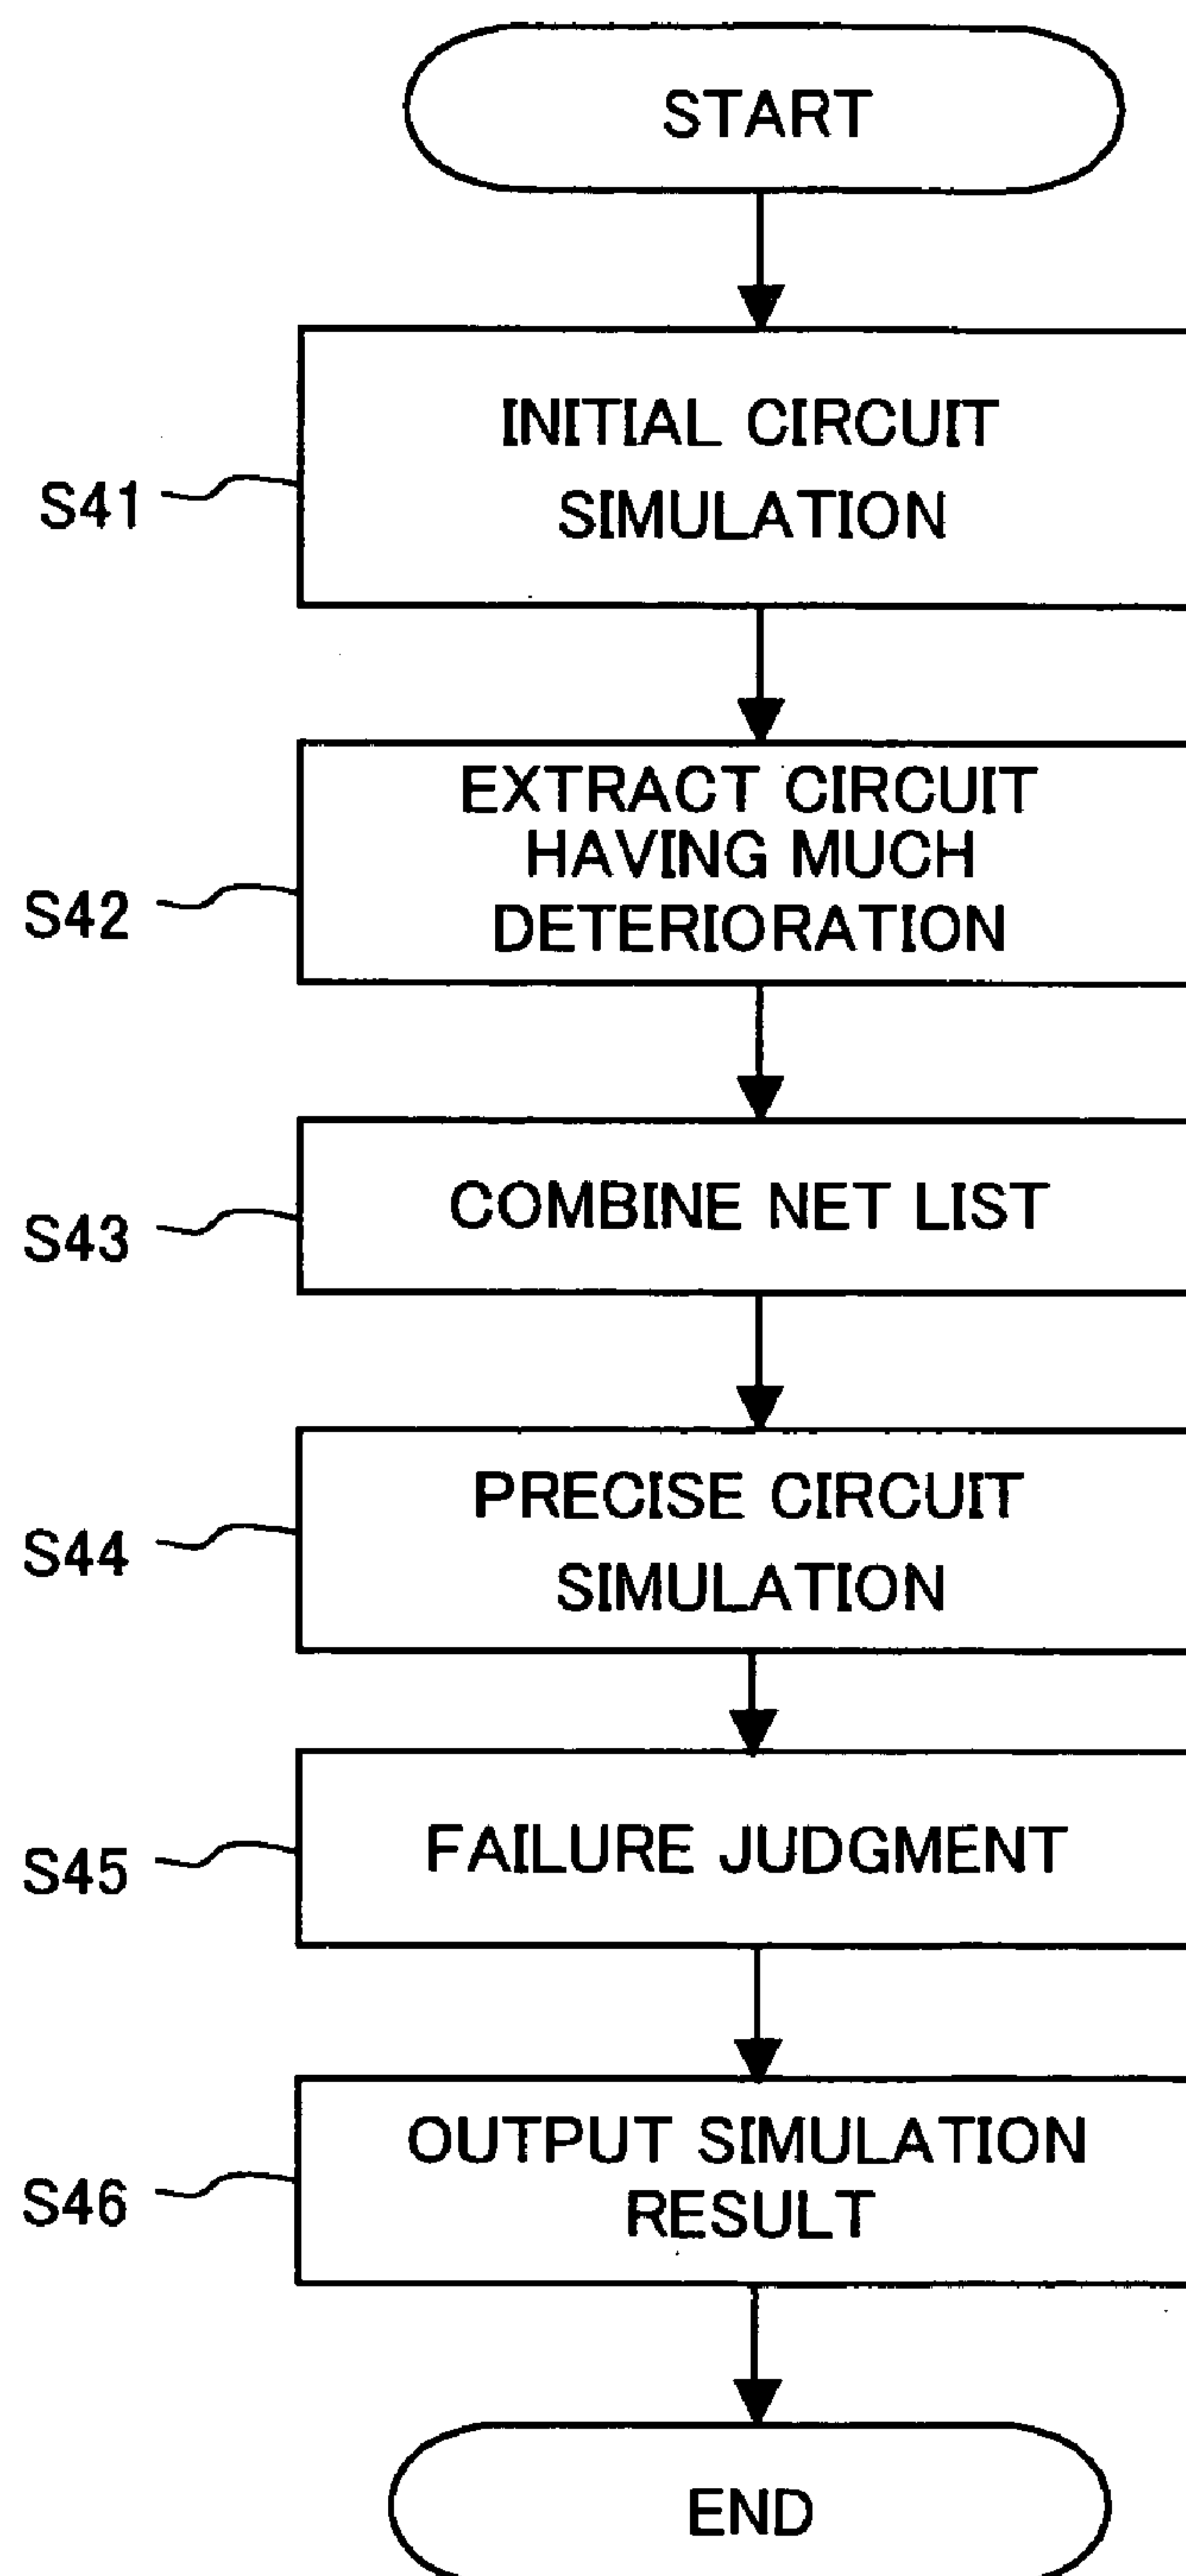 START
INITIAL CIRCUIT
SIMULATION
S41
EXTRACT CIRCUIT
HAVING MUCH
DETERIORATION
S42
COMBINE NET LIST
S43
PRECISE CIRCUIT
SIMULATION
S44
FAILURE JUDGMENT
S45
OUTPUT SIMULATION
RESULT
S46
END